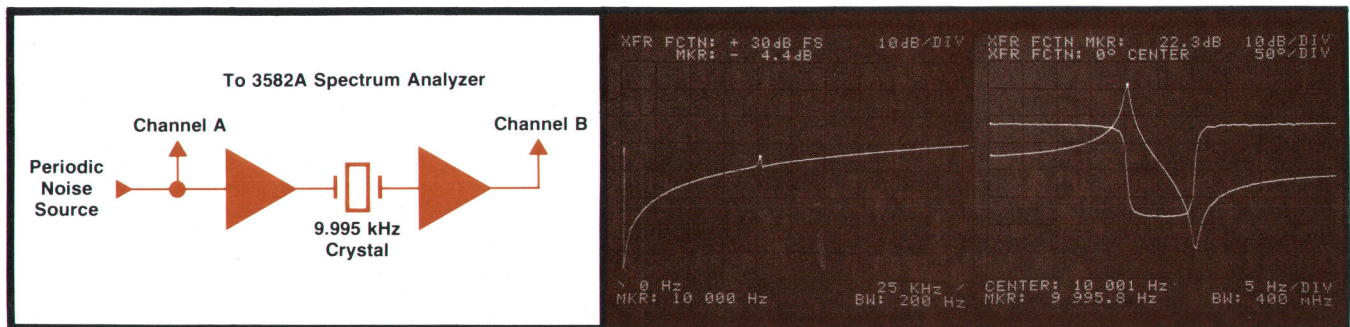 To 3582A Spectrum Analyzer
Channel A
Channel B
Periodic
Noise
Source
9.995 kHz
Crystal
XFR FCTN: + 30dB FS 10dB/DIV
MKR: - 4.4dB
0 Hz 25 KHz
MKR: 10 000 Hz BW: 200 Hz
XFR FCTN MKR: 22.3dB 10dB/DIV
XFR FCTN: 0° CENTER 50°/DIV
CENTER: 10 001 Hz 5 Hz/DIV
MKR: 9 995.8 Hz BW: 400 mHz